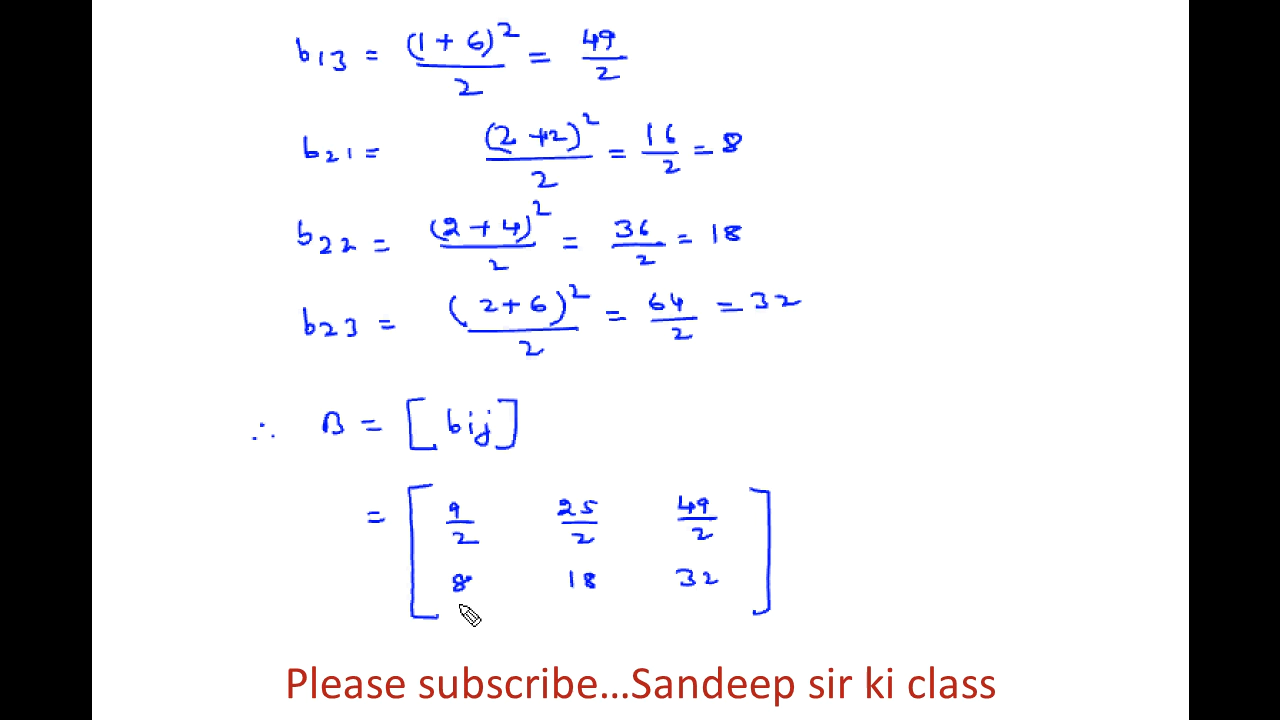 b13 = (1 + 6)²/2 = 49/2
b21 = (2 +2)²/2 = 16/2 = 8
b22 = (2 + 4)²/2 = 36/2 = 18
b23 = (2 + 6)²/2 = 64/2 = 32
∴ B = [bij]
= [ 9/2 25/2 49/2
8 18 32 ]
Please subscribe...Sandeep sir ki class